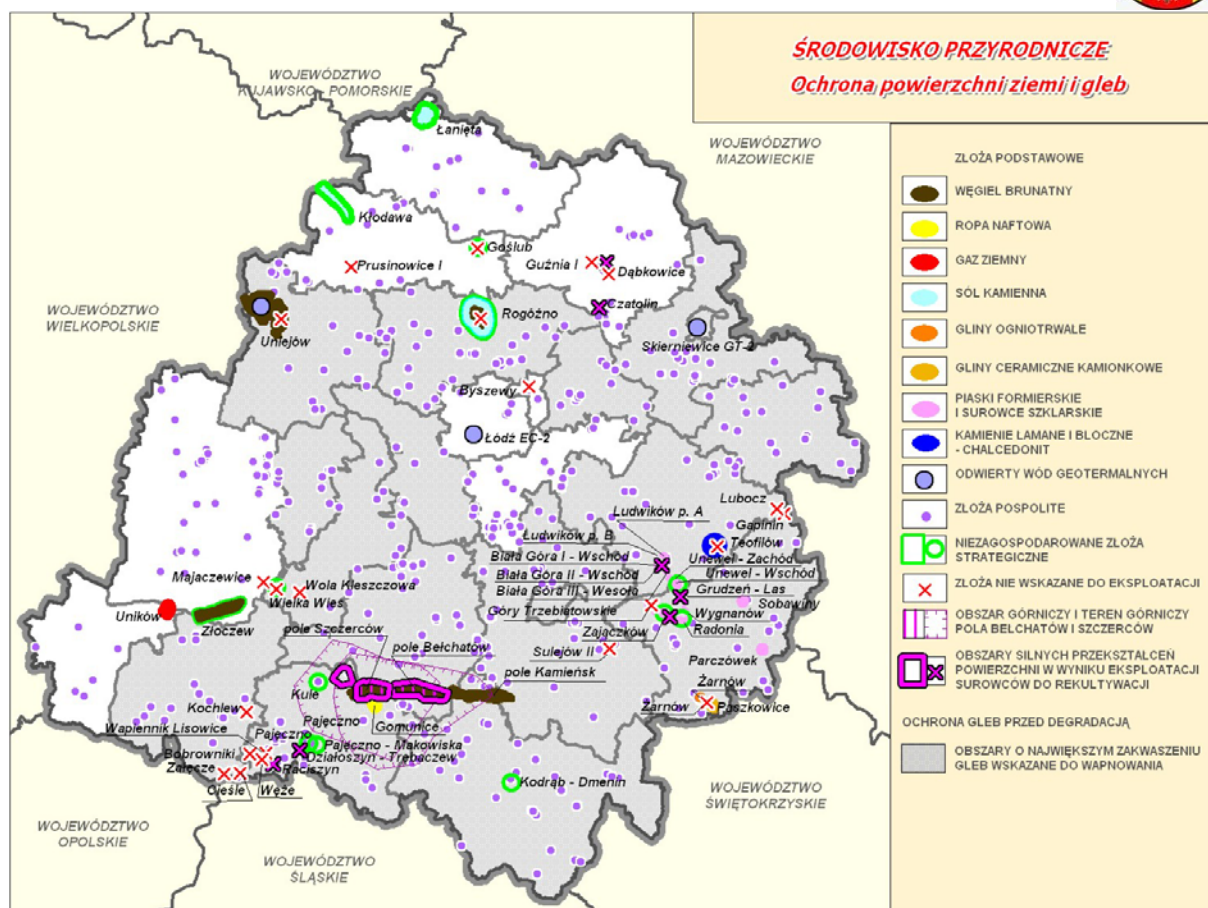 ŚRODOWISKO PRZYRODNICZE
Ochrona powierzchni ziemi i gleb
WOJEWÓDZTWO
KUJAWSKO - POMORSKIE
WOJEWÓDZTWO
MAZOWIECKIE
WOJEWÓDZTWO
WIELKOPOLSKIE
WOJEWÓDZTWO
OPOLSKIE
WOJEWÓDZTWO
ŚLĄSKIE
WOJEWÓDZTWO
ŚWIĘTOKRZYSKIE
Łanięta
Kłodawa
Goślub
Prusinowice I
Guźnia I
Dąbkowice
Czatolin
Rogóźno
Uniejów
Skierniewice GT-2
Byszewy
Łódź EC-2
Lubocz
Ludwików p. A
Gapinin
Ludwików p. B
Teofilów
Biała Góra I - Wschód
Unewel - Zachód
Biała Góra II - Wschód
Unewel - Wschód
Biała Góra III - Wesoła
Grudzeń - Las
Majaczewice
Wola Kleszczowa
Wielka Wieś
Góry Trzebiatowskie
Wygnanów
Sobawiny
Uników
Złoczew
Zajączków
Radonia
pole Szczerców
Sulejów II
pole Bełchatów
Parczówek
pole Kamieńsk
Żarnów
Kule
Żarnów
Paszkowice
Kochlew
Gomunice
Wapiennik Lisowice
Pajęczno
Pajęczno
Pajęczno - Makowiska
Bobrowniki
Działoszyn - Trębaczew
Załęcze
Raciszyn
Cieśle
Węże
Kodrąb - Dmenin
ZŁOŻA PODSTAWOWE
WĘGIEL BRUNATNY
ROPA NAFTOWA
GAZ ZIEMNY
SÓL KAMIENNA
GLINY OGNIOTRWAŁE
GLINY CERAMICZNE KAMIONKOWE
PIASKI FORMIERSKIE
I SUROWCE SZKLARSKIE
KAMIENIE ŁAMANE I BLOCZNE
- CHALCEDONIT
ODWIERTY WÓD GEOTERMALNYCH
ZŁOŻA POSPOLITE
NIEZAGOSPODAROWANE ZŁOŻA
STRATEGICZNE
ZŁOŻA NIE WSKAZANE DO EKSPLOATACJI
OBSZAR GÓRNICZY I TEREN GÓRNICZY
POLA BEŁCHATÓW I SZCZERCÓW
OBSZARY SILNYCH PRZEKSZTAŁCEŃ
POWIERZCHNI W WYNIKU EKSPLOATACJI
SUROWCÓW DO REKULTYWACJI
OCHRONA GLEB PRZED DEGRADACJĄ
OBSZARY O NAJWIĘKSZYM ZAKWASZENIU
GLEB WSKAZANE DO WAPNOWANIA